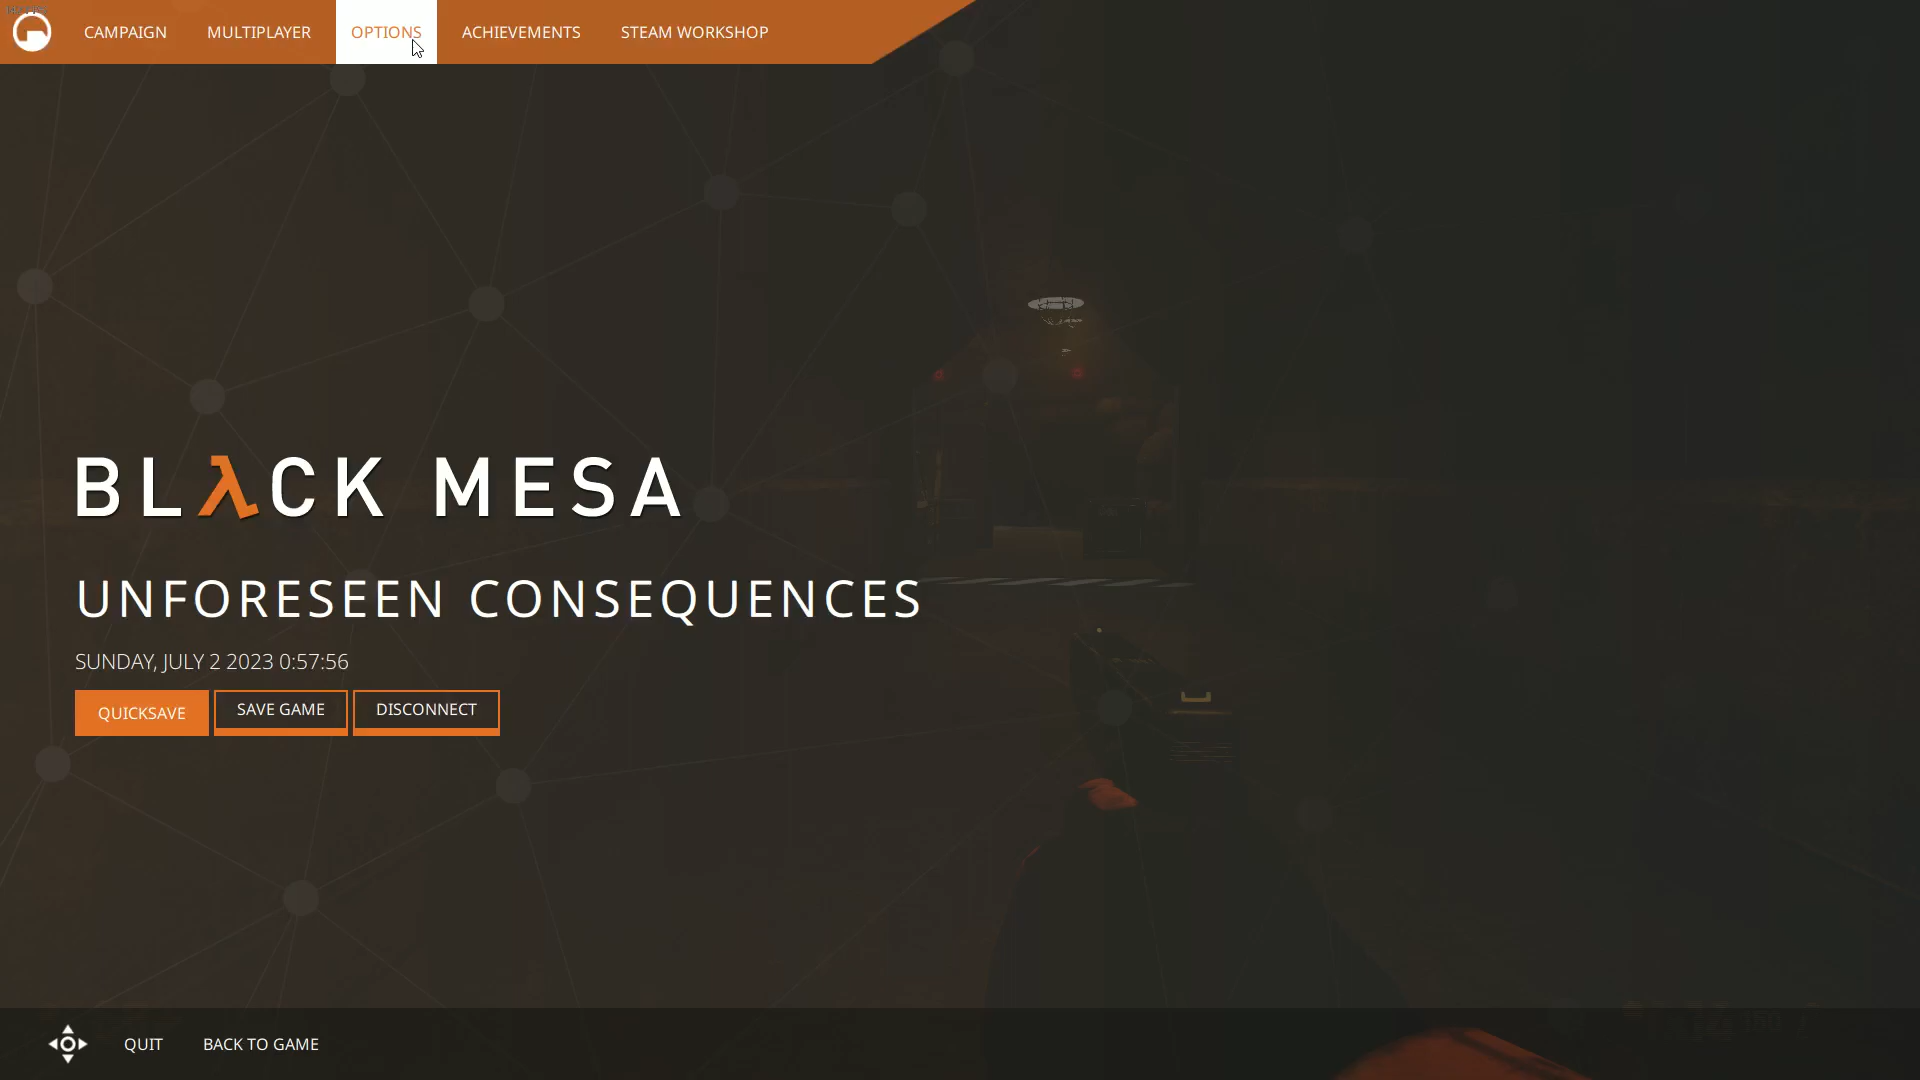 CAMPAIGN MULTIPLAYER OPTIONS ACHIEVEMENTS STEAM WORKSHOP
BLλCK MESA
UNFORESEEN CONSEQUENCES
SUNDAY, JULY 2 2023 0:57:56
QUICKSAVE SAVE GAME DISCONNECT
QUIT BACK TO GAME